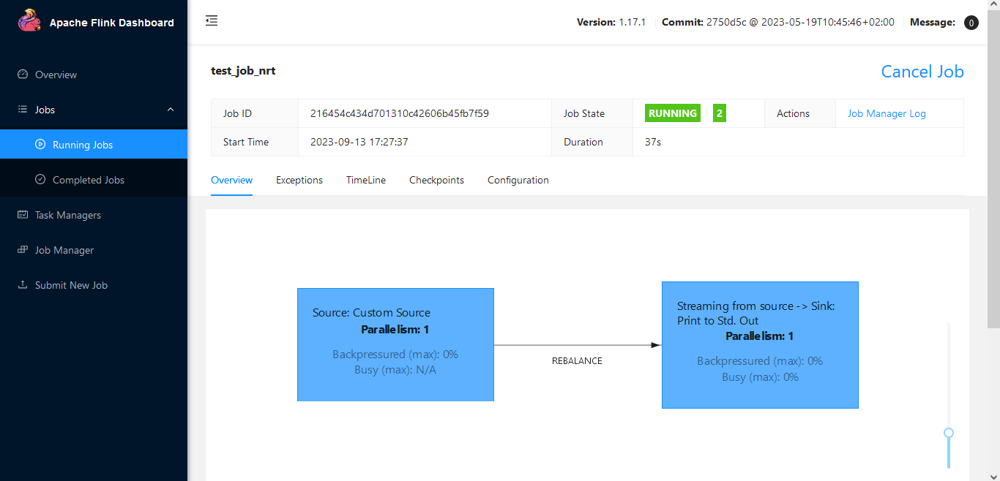 Apache Flink Dashboard
Version: 1.17.1 Commit: 2750d5c @ 2023-05-19T10:45:46+02:00 Message: 0
Overview
Jobs
Running Jobs
Completed Jobs
Task Managers
Job Manager
Submit New Job
test_job_nrt
Cancel Job
Job ID 216454c434d701310c42606b45fb7f59 Job State RUNNING 2 Actions Job Manager Log
Start Time 2023-09-13 17:27:37 Duration 37s
Overview Exceptions TimeLine Checkpoints Configuration
Source: Custom Source
Parallelism: 1
Backpressured (max): 0%
Busy (max): N/A
REBALANCE
Streaming from source -> Sink:
Print to Std. Out
Parallelism: 1
Backpressured (max): 0%
Busy (max): 0%